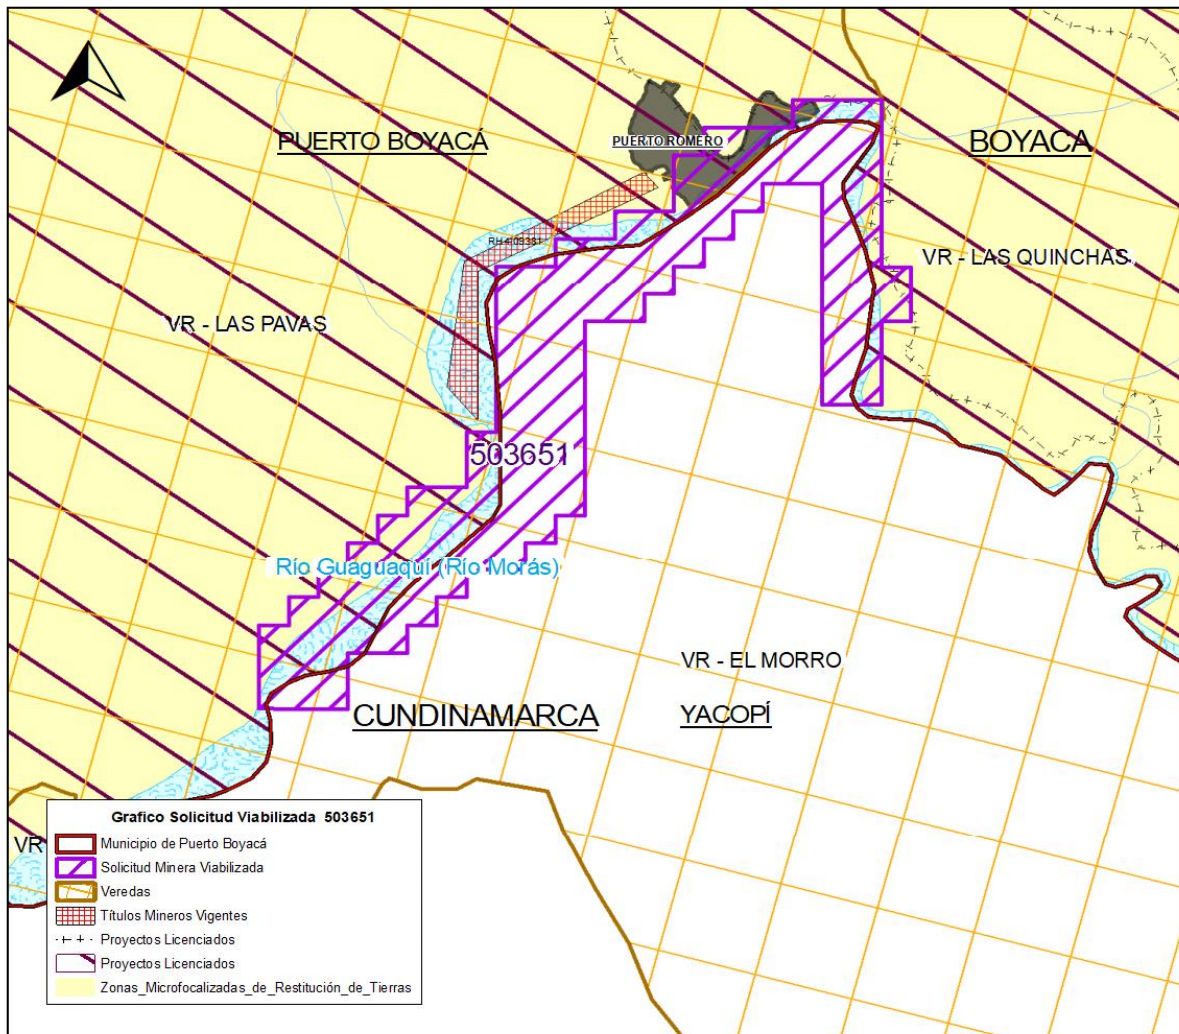 PUERTO BOYACÁ
PUERTO ROMERO
BOYACA
VR - LAS QUINCHAS
VR - LAS PAVAS
503651
Río Guaguaquí (Río Morás)
VR - EL MORRO
CUNDINAMARCA
YACOPÍ
VR
Grafico Solicitud Viabilizada 503651
Municipio de Puerto Boyacá
Solicitud Minera Viabilizada
Veredas
Títulos Mineros Vigentes
Proyectos Licenciados
Proyectos Licenciados
Zonas_Microfocalizadas_de_Restitución_de_Tierras